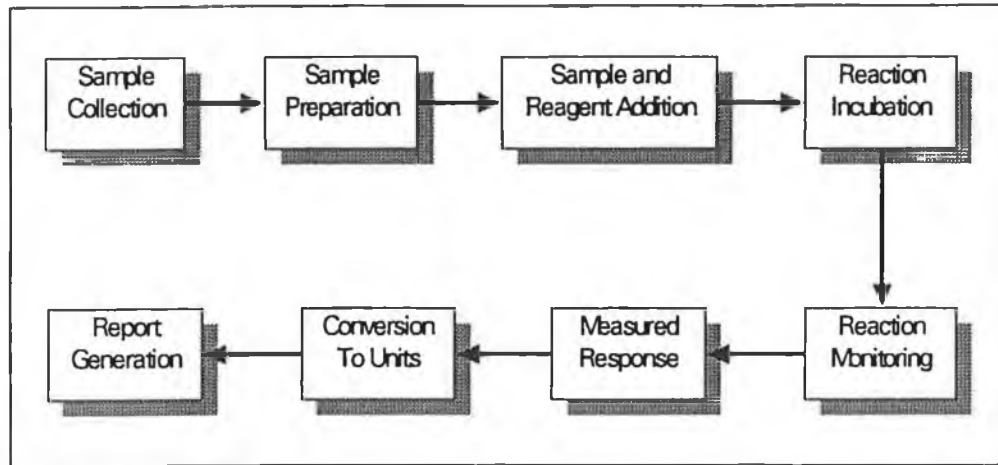 Sample
Collection
Sample
Preparation
Sample and
Reagent Addition
Reaction
Incubation
Reaction
Monitoring
Measured
Response
Conversion
To Units
Report
Generation